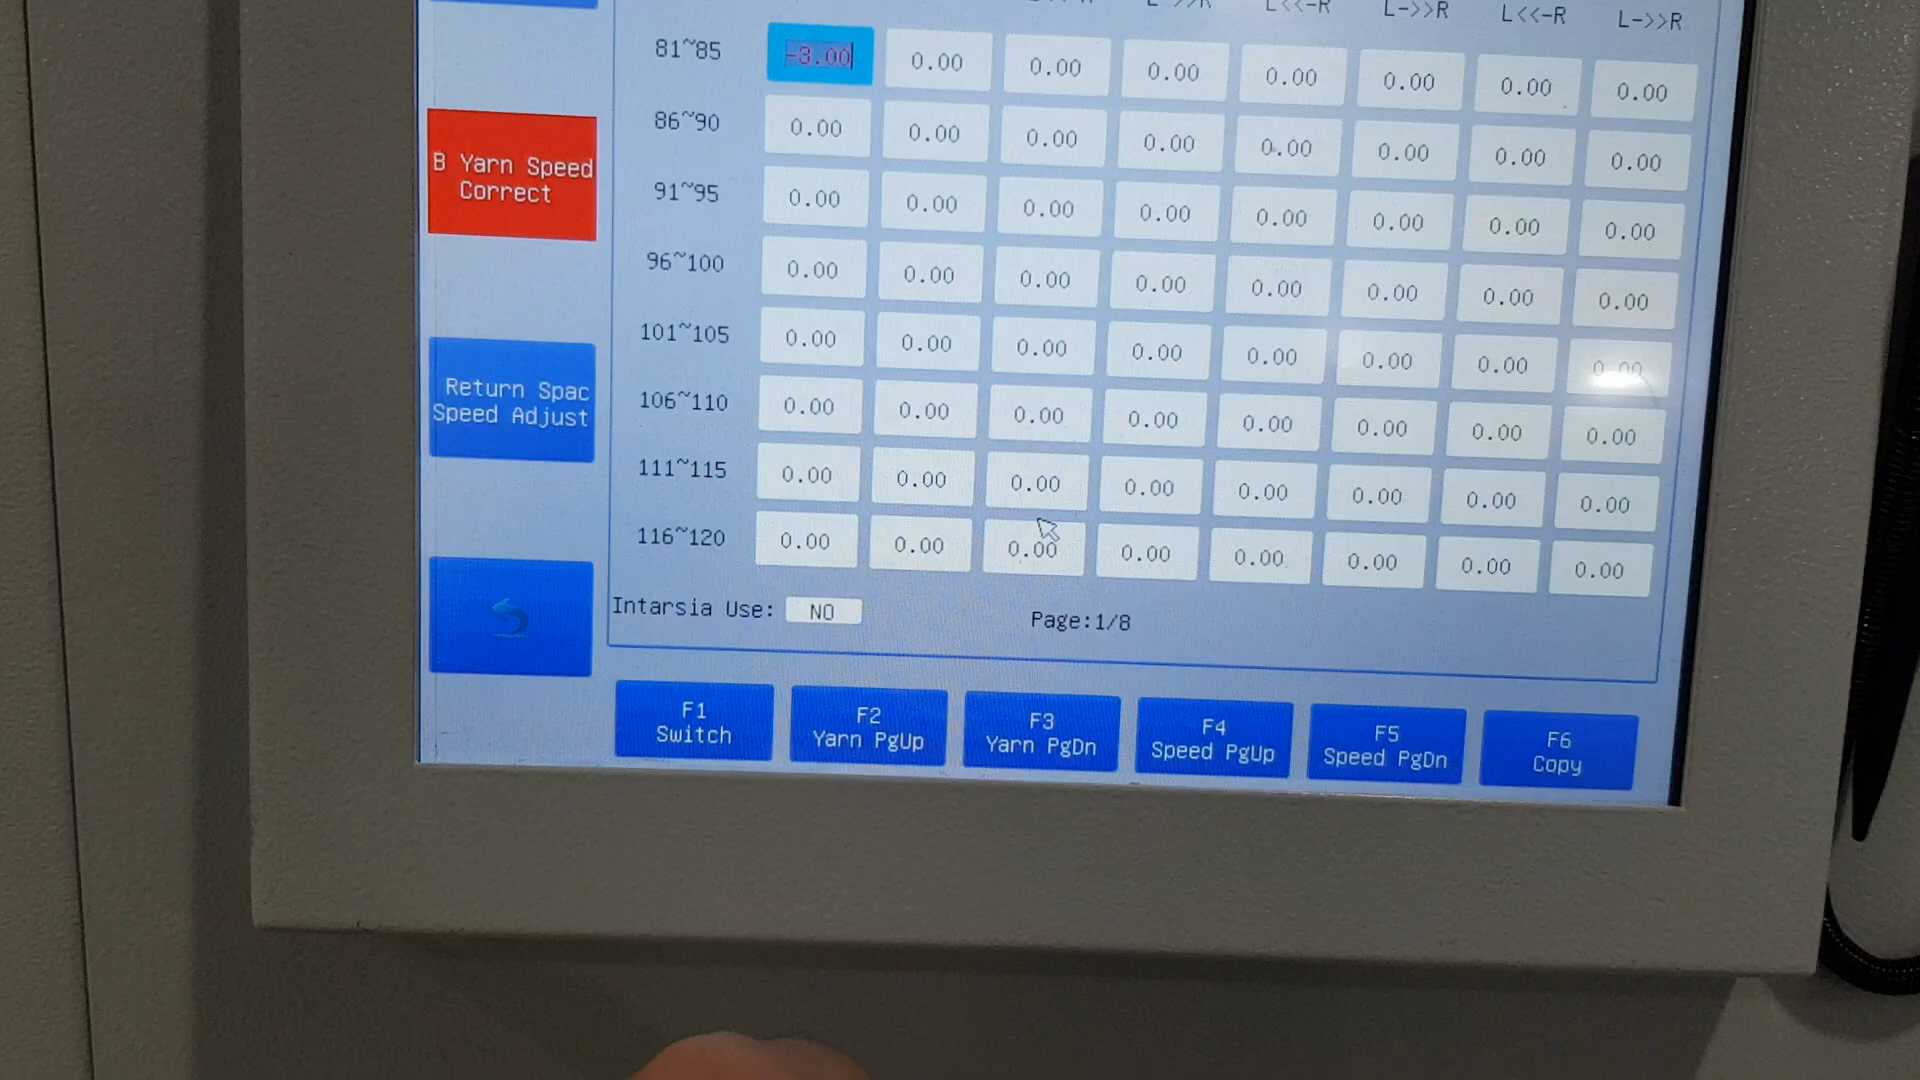 L->>R L<<-R L->>R L<<-R L->>R
81~85 -3.00 0.00 0.00 0.00 0.00 0.00 0.00 0.00
86~90 0.00 0.00 0.00 0.00 0.00 0.00 0.00 0.00
B Yarn Speed
Correct
91~95 0.00 0.00 0.00 0.00 0.00 0.00 0.00 0.00
96~100 0.00 0.00 0.00 0.00 0.00 0.00 0.00 0.00
101~105 0.00 0.00 0.00 0.00 0.00 0.00 0.00 0.00
Return Spac
Speed Adjust
106~110 0.00 0.00 0.00 0.00 0.00 0.00 0.00 0.00
111~115 0.00 0.00 0.00 0.00 0.00 0.00 0.00 0.00
116~120 0.00 0.00 0.00 0.00 0.00 0.00 0.00 0.00
Intarsia Use: NO Page:1/8
F1
Switch
F2
Yarn PgUp
F3
Yarn PgDn
F4
Speed PgUp
F5
Speed PgDn
F6
Copy